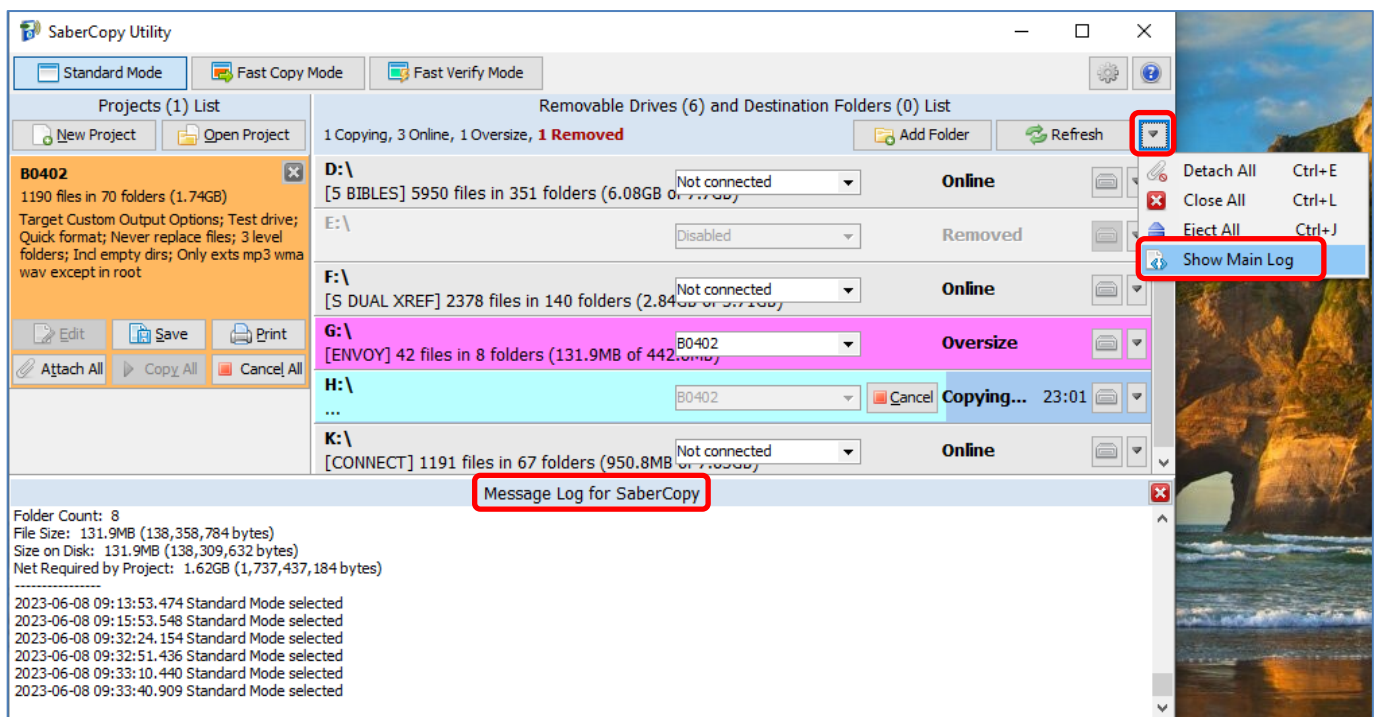 SaberCopy Utility
Standard Mode
Fast Copy Mode
Fast Verify Mode
Projects (1) List
Removable Drives (6) and Destination Folders (0) List
New Project
Open Project
1 Copying, 3 Online, 1 Oversize, 1 Removed
Add Folder
Refresh
Detach All Ctrl+E
Close All Ctrl+L
Eject All Ctrl+J
Show Main Log
B0402
1190 files in 70 folders (1.74GB)
Target Custom Output Options; Test drive;
Quick format; Never replace files; 3 level
folders; Incl empty dirs; Only exts mp3 wma
wav except in root
Edit
Save
Print
Attach All
Copy All
Cancel All
D:\
[5 BIBLES] 5950 files in 351 folders (6.08GB of 7.7GB)
Not connected
Online
E:\
Disabled
Removed
F:\
[S DUAL XREF] 2378 files in 140 folders (2.84GB of 3.71GB)
Not connected
Online
G:\
[ENVOY] 42 files in 8 folders (131.9MB of
B0402
Oversize
H:\
...
B0402
Cancel
Copying... 23:01
K:\
[CONNECT] 1191 files in 67 folders (950.8MB of
Not connected
Online
Message Log for SaberCopy
Folder Count: 8
File Size: 131.9MB (138,358,784 bytes)
Size on Disk: 131.9MB (138,309,632 bytes)
Net Required by Project: 1.62GB (1,737,437,184 bytes)
----------------
2023-06-08 09:13:53.474 Standard Mode selected
2023-06-08 09:15:53.548 Standard Mode selected
2023-06-08 09:32:24.154 Standard Mode selected
2023-06-08 09:32:51.436 Standard Mode selected
2023-06-08 09:33:10.440 Standard Mode selected
2023-06-08 09:33:40.909 Standard Mode selected